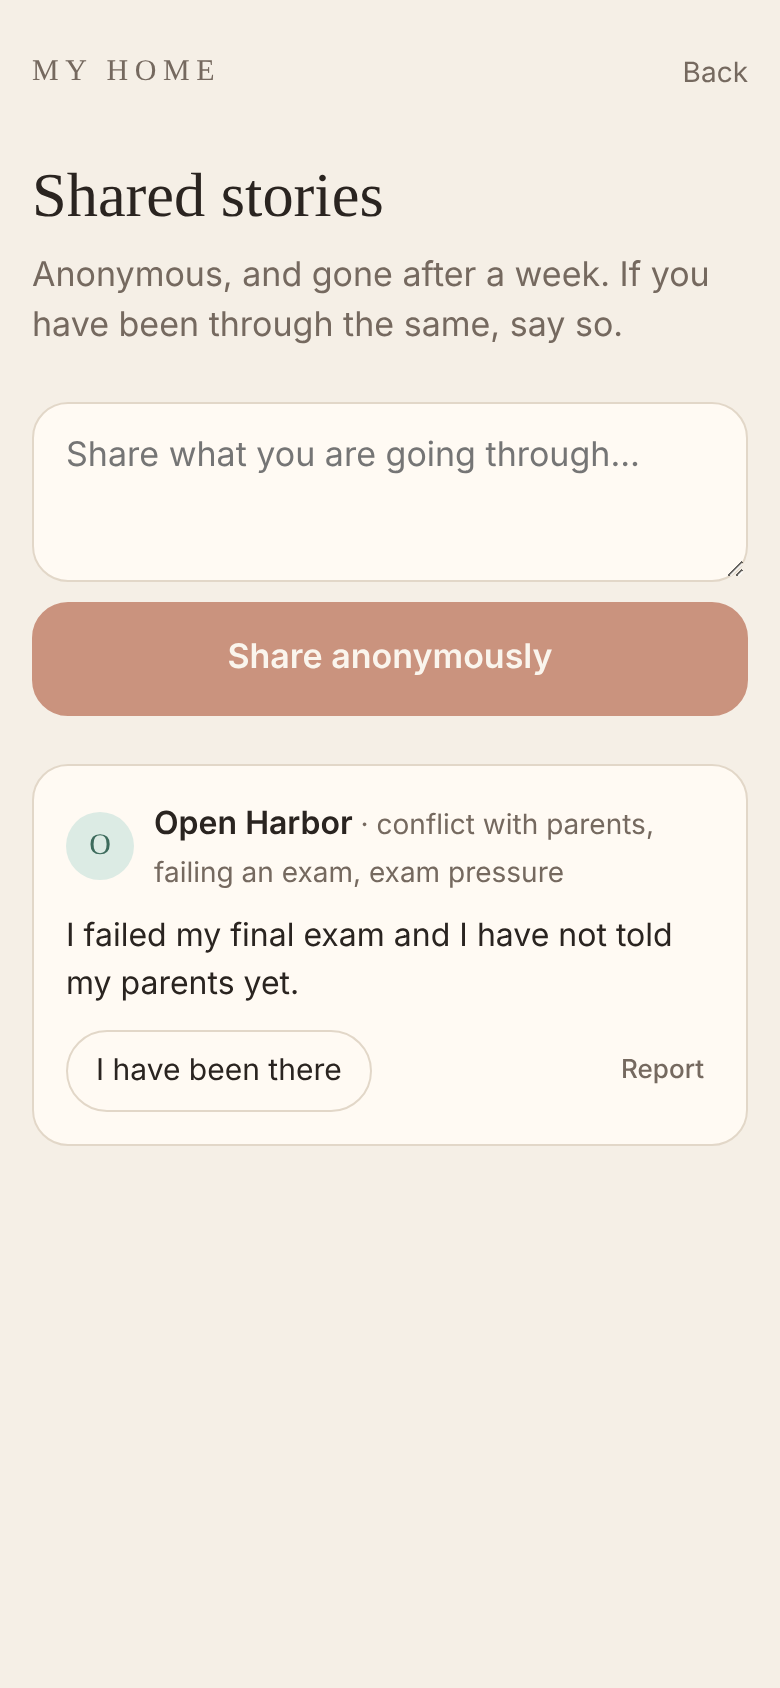 MY HOME
Back
Shared stories
Anonymous, and gone after a week. If you
have been through the same, say so.
Share what you are going through...
Share anonymously
O
Open Harbor · conflict with parents,
failing an exam, exam pressure
I failed my final exam and I have not told
my parents yet.
I have been there
Report